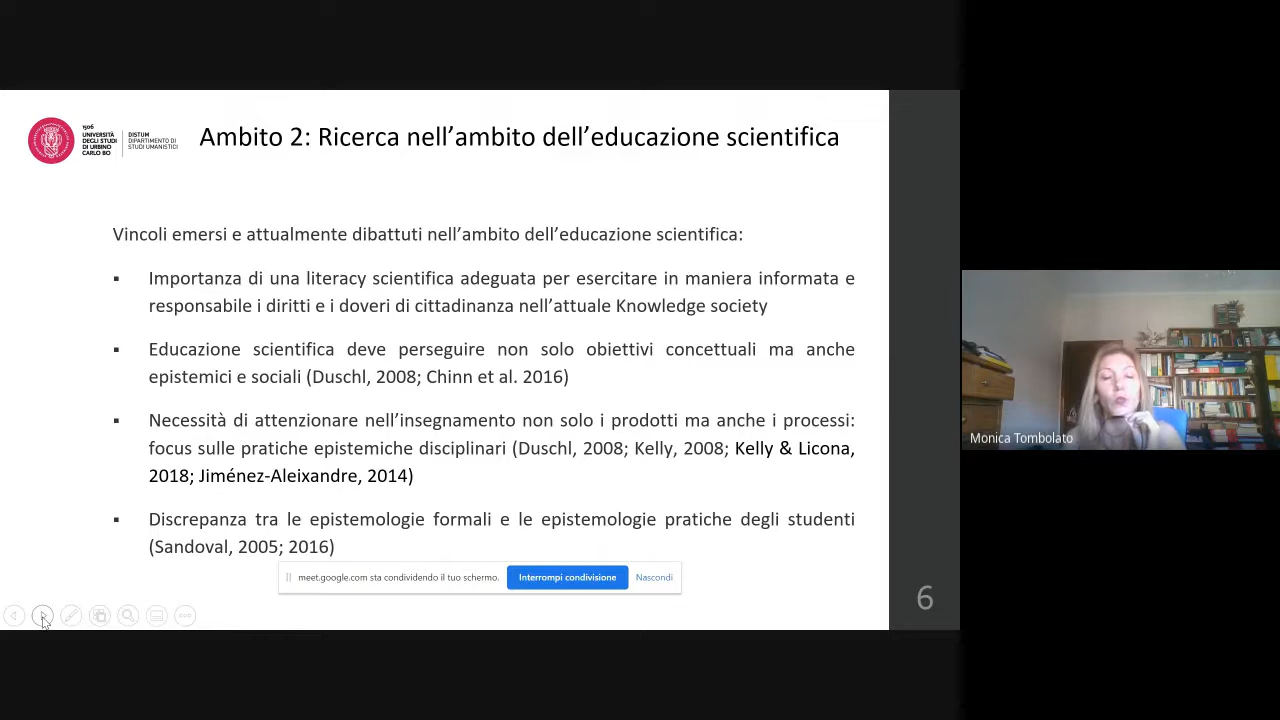 1506
UNIVERSITÀ
DEGLI STUDI
DI URBINO
CARLO BO
DISTUM
DIPARTIMENTO DI
STUDI UMANISTICI
Ambito 2: Ricerca nell’ambito dell’educazione scientifica
Vincoli emersi e attualmente dibattuti nell’ambito dell’educazione scientifica:
▪ Importanza di una literacy scientifica adeguata per esercitare in maniera informata e
responsabile i diritti e i doveri di cittadinanza nell’attuale Knowledge society
▪ Educazione scientifica deve perseguire non solo obiettivi concettuali ma anche
epistemici e sociali (Duschl, 2008; Chinn et al. 2016)
▪ Necessità di attenzionare nell’insegnamento non solo i prodotti ma anche i processi:
focus sulle pratiche epistemiche disciplinari (Duschl, 2008; Kelly, 2008; Kelly & Licona,
2018; Jiménez-Aleixandre, 2014)
▪ Discrepanza tra le epistemologie formali e le epistemologie pratiche degli studenti
(Sandoval, 2005; 2016)
meet.google.com sta condividendo il tuo schermo. Interrompi condivisione Nascondi
6
Monica Tombolato